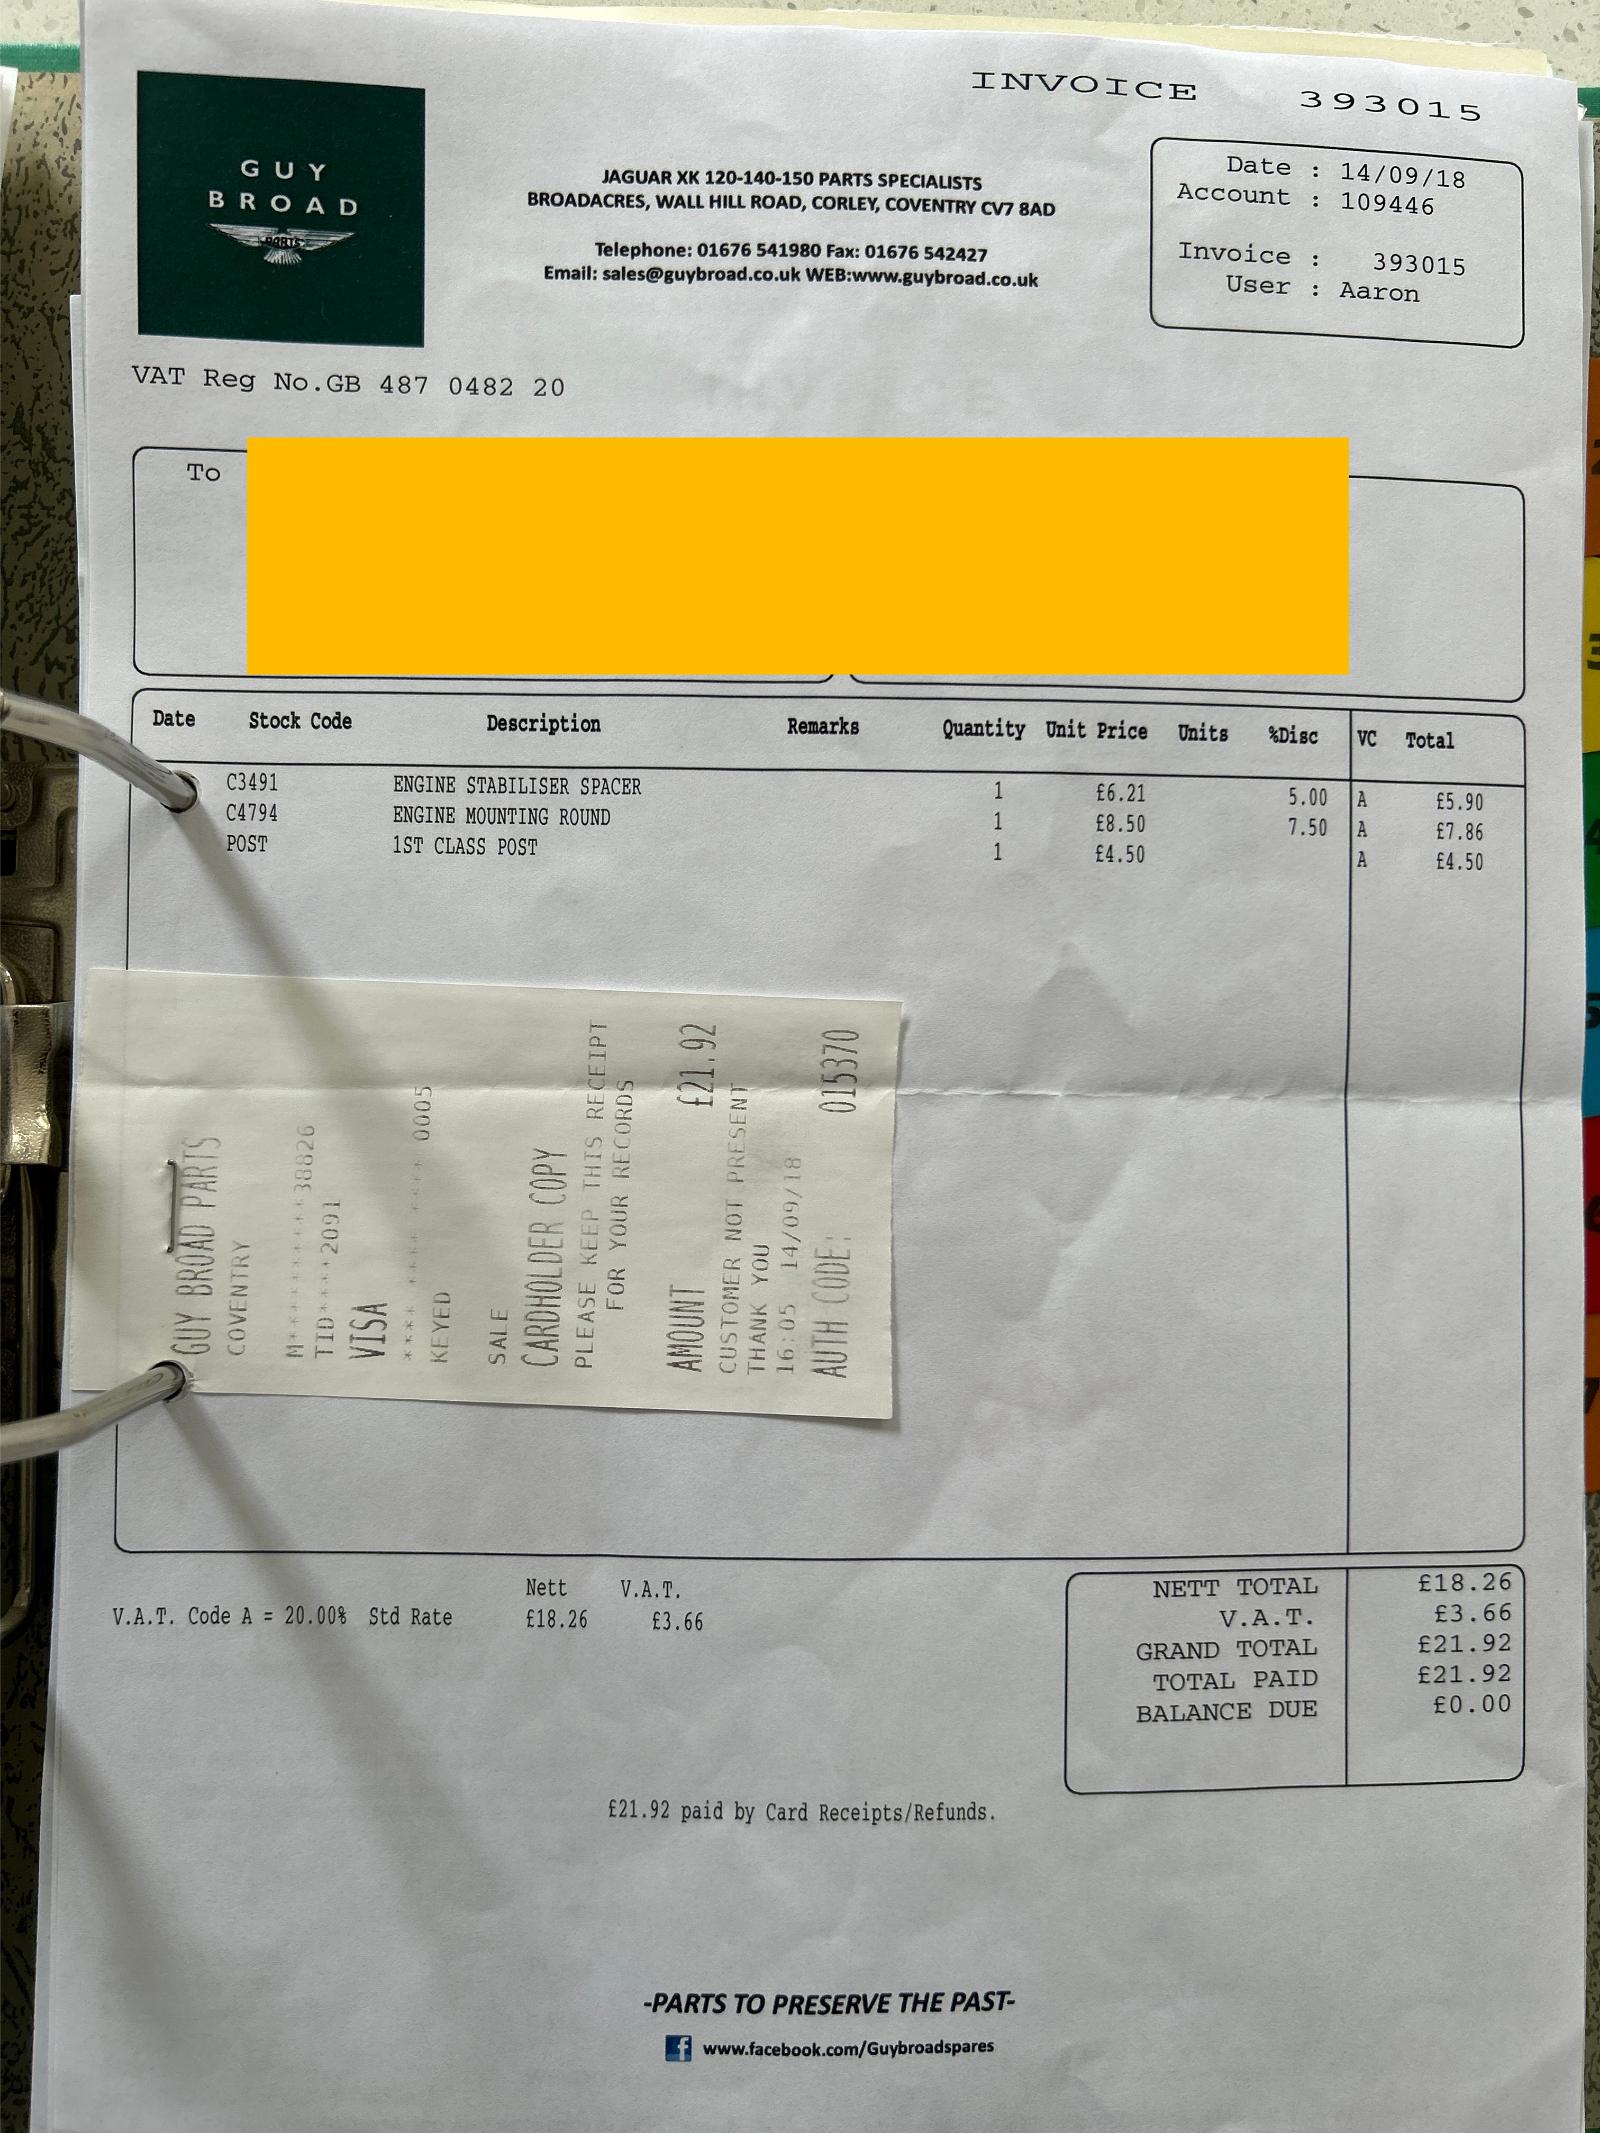 INVOICE 393015
GUY
BROAD
PARTS
JAGUAR XK 120-140-150 PARTS SPECIALISTS
BROADACRES, WALL HILL ROAD, CORLEY, COVENTRY CV7 8AD
Telephone: 01676 541980 Fax: 01676 542427
Email: sales@guybroad.co.uk WEB:www.guybroad.co.uk
Date : 14/09/18
Account : 109446
Invoice : 393015
User : Aaron
VAT Reg No.GB 487 0482 20
To
Date Stock Code Description Remarks Quantity Unit Price Units %Disc VC Total
C3491 ENGINE STABILISER SPACER 1 £6.21 5.00 A £5.90
C4794 ENGINE MOUNTING ROUND 1 £8.50 7.50 A £7.86
POST 1ST CLASS POST 1 £4.50 A £4.50
GUY BROAD PARTS
COVENTRY
M**********38826
TID****2091
VISA
**** **** **** 0005
KEYED
SALE
CARDHOLDER COPY
PLEASE KEEP THIS RECEIPT
FOR YOUR RECORDS
AMOUNT £21.92
CUSTOMER NOT PRESENT
THANK YOU
16:05 14/09/18
AUTH CODE: 015370
Nett V.A.T.
V.A.T. Code A = 20.00% Std Rate £18.26 £3.66
NETT TOTAL £18.26
V.A.T. £3.66
GRAND TOTAL £21.92
TOTAL PAID £21.92
BALANCE DUE £0.00
£21.92 paid by Card Receipts/Refunds.
-PARTS TO PRESERVE THE PAST-
f www.facebook.com/Guybroadspares